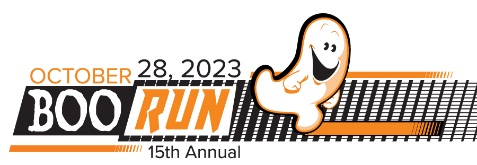 OCTOBER 28, 2023
BOO RUN
15th Annual